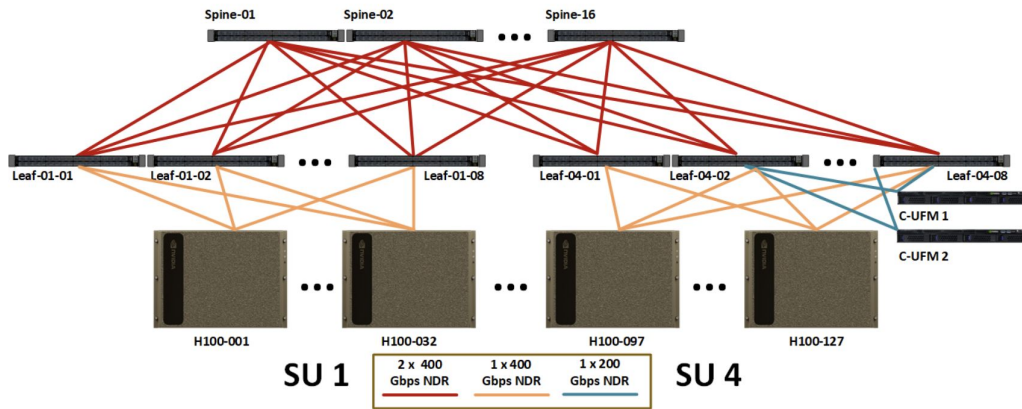 Spine-01
Spine-02
Spine-16
Leaf-01-01
Leaf-01-02
Leaf-01-08
Leaf-04-01
Leaf-04-02
Leaf-04-08
C-UFM 1
C-UFM 2
H100-001
H100-032
H100-097
H100-127
SU 1
2 x 400
Gbps NDR
1 x 400
Gbps NDR
1 x 200
Gbps NDR
SU 4